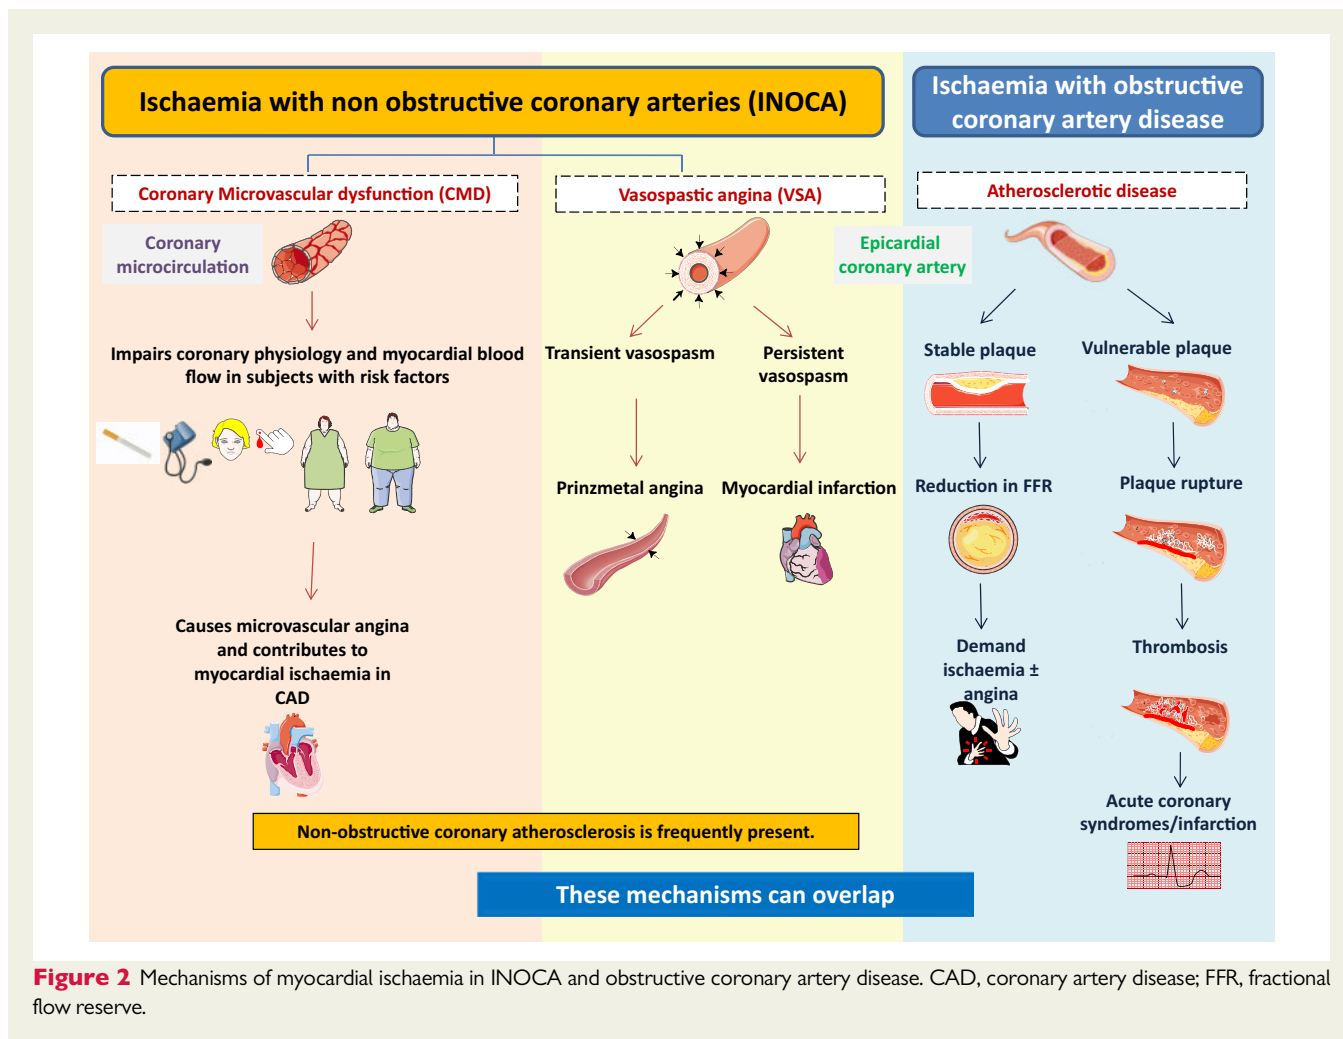 Ischaemia with non obstructive coronary arteries (INOCA)
Ischaemia with obstructive
coronary artery disease
Coronary Microvascular dysfunction (CMD)
Coronary
microcirculation
Impairs coronary physiology and myocardial blood
flow in subjects with risk factors
Causes microvascular angina
and contributes to
myocardial ischaemia in
CAD
Vasospastic angina (VSA)
Transient vasospasm
Persistent
vasospasm
Prinzmetal angina
Myocardial infarction
Epicardial
coronary artery
Atherosclerotic disease
Stable plaque
Reduction in FFR
Demand
ischaemia ±
angina
Vulnerable plaque
Plaque rupture
Thrombosis
Acute coronary
syndromes/infarction
Non-obstructive coronary atherosclerosis is frequently present.
These mechanisms can overlap
Figure 2 Mechanisms of myocardial ischaemia in INOCA and obstructive coronary artery disease. CAD, coronary artery disease; FFR, fractional
flow reserve.